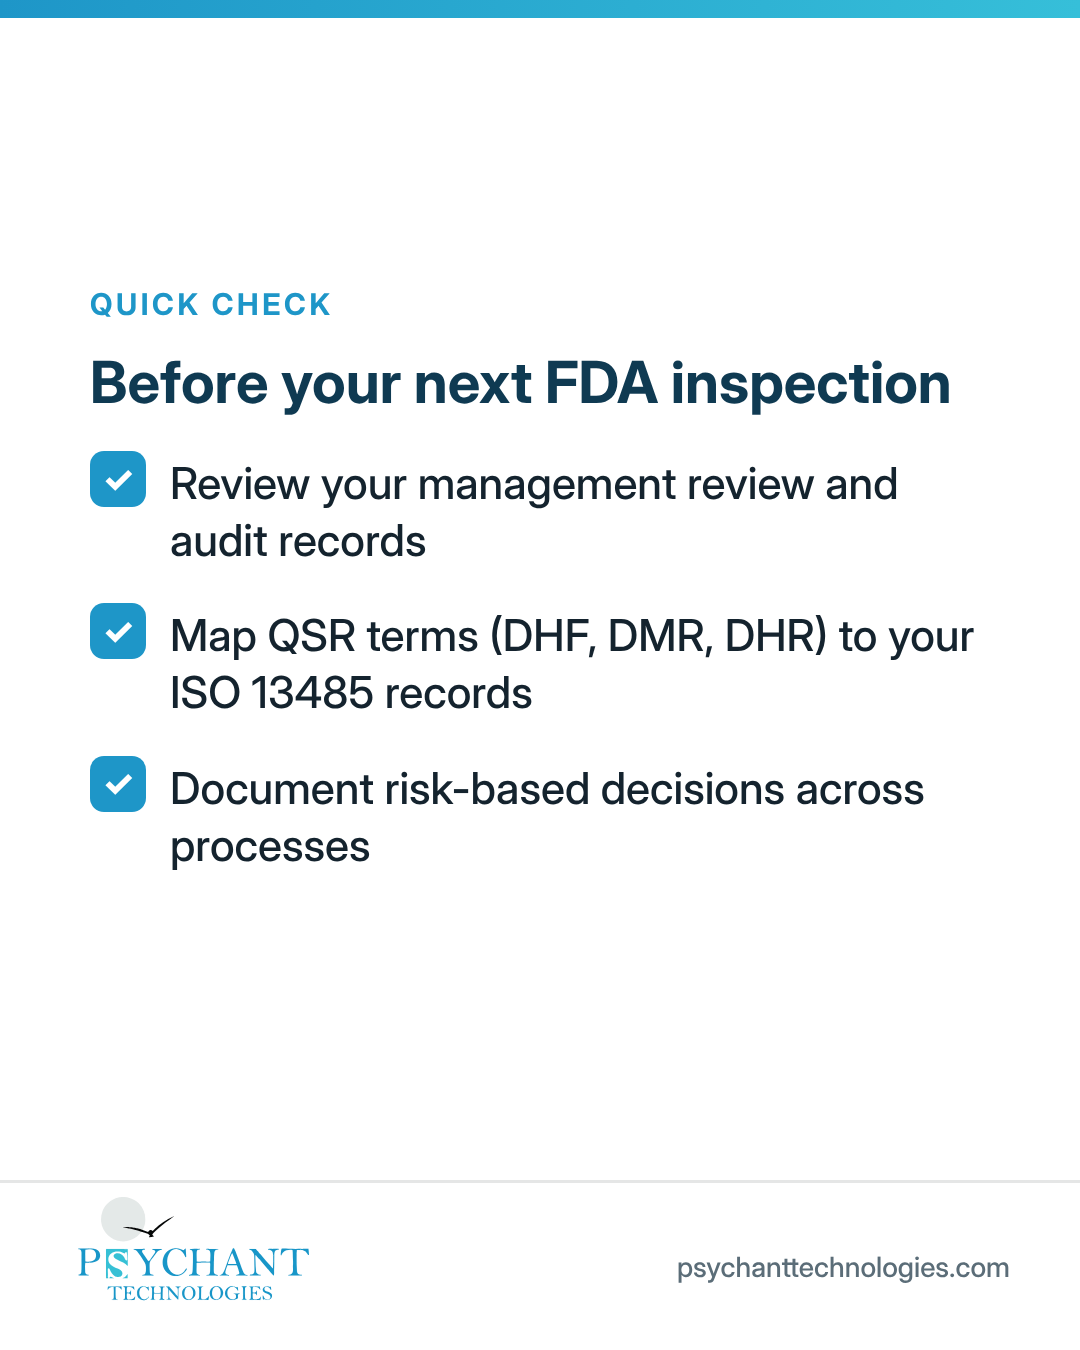 QUICK CHECK
Before your next FDA inspection
Review your management review and
audit records
Map QSR terms (DHF, DMR, DHR) to your
ISO 13485 records
Document risk-based decisions across
processes
PSYCHANT
TECHNOLOGIES
psychanttechnologies.com